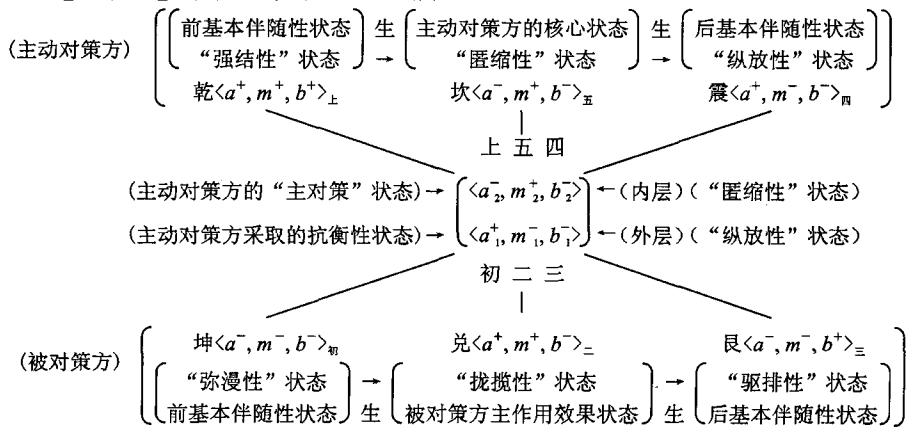 前基本伴随性状态 生 主动对策方的核心状态 生 后基本伴随性状态
(主动对策方)
“强结性”状态 → “匿缩性”状态 → “纵放性”状态
乾<a⁺, m⁺, b⁺>上 坎<a⁻, m⁺, b⁻>五 震<a⁺, m⁻, b⁻>四
上 五 四
(主动对策方的“主对策”状态)→ <a₂⁻, m₂⁺, b₂⁻> ←(内层)(“匿缩性”状态)
(主动对策方采取的抗衡性状态)→ <a₁⁺, m₁⁻, b₁⁻> ←(外层)(“纵放性”状态)
初 二 三
坤<a⁻, m⁻, b⁻>初 兑<a⁺, m⁺, b⁻>二 艮<a⁻, m⁻, b⁺>三
(被对策方)
“弥漫性”状态 → “拢揽性”状态 → “驱排性”状态
前基本伴随性状态 生 被对策方主作用效果状态 生 后基本伴随性状态